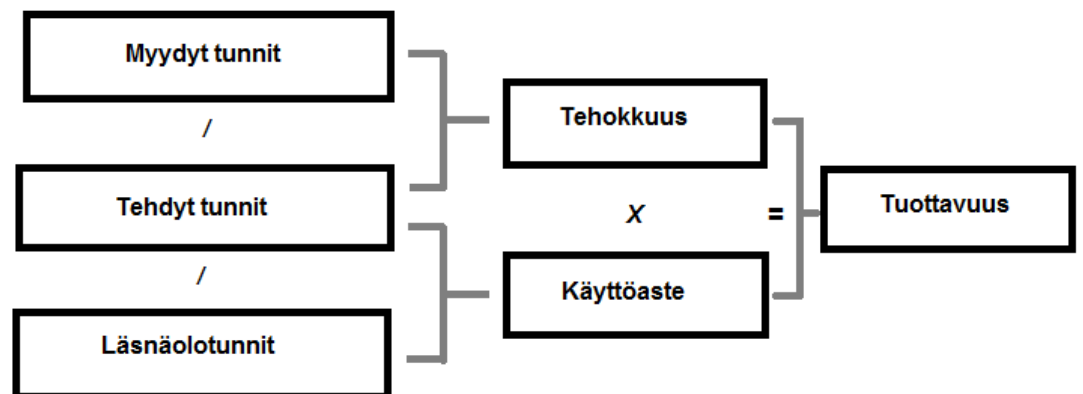 Myydyt tunnit
/
Tehdyt tunnit
/
Läsnäolotunnit
Tehokkuus
X
Käyttöaste
=
Tuottavuus